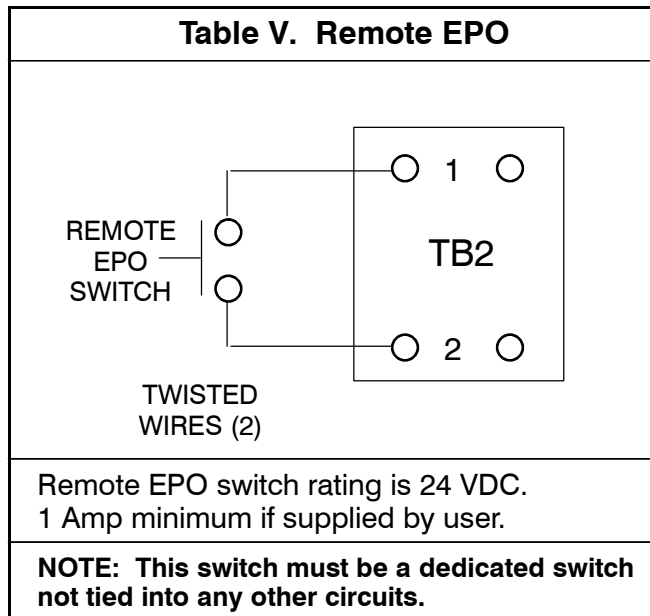 Table V. Remote EPO
1
REMOTE
EPO
SWITCH
TB2
2
TWISTED
WIRES (2)
Remote EPO switch rating is 24 VDC.
1 Amp minimum if supplied by user.
NOTE: This switch must be a dedicated switch
not tied into any other circuits.